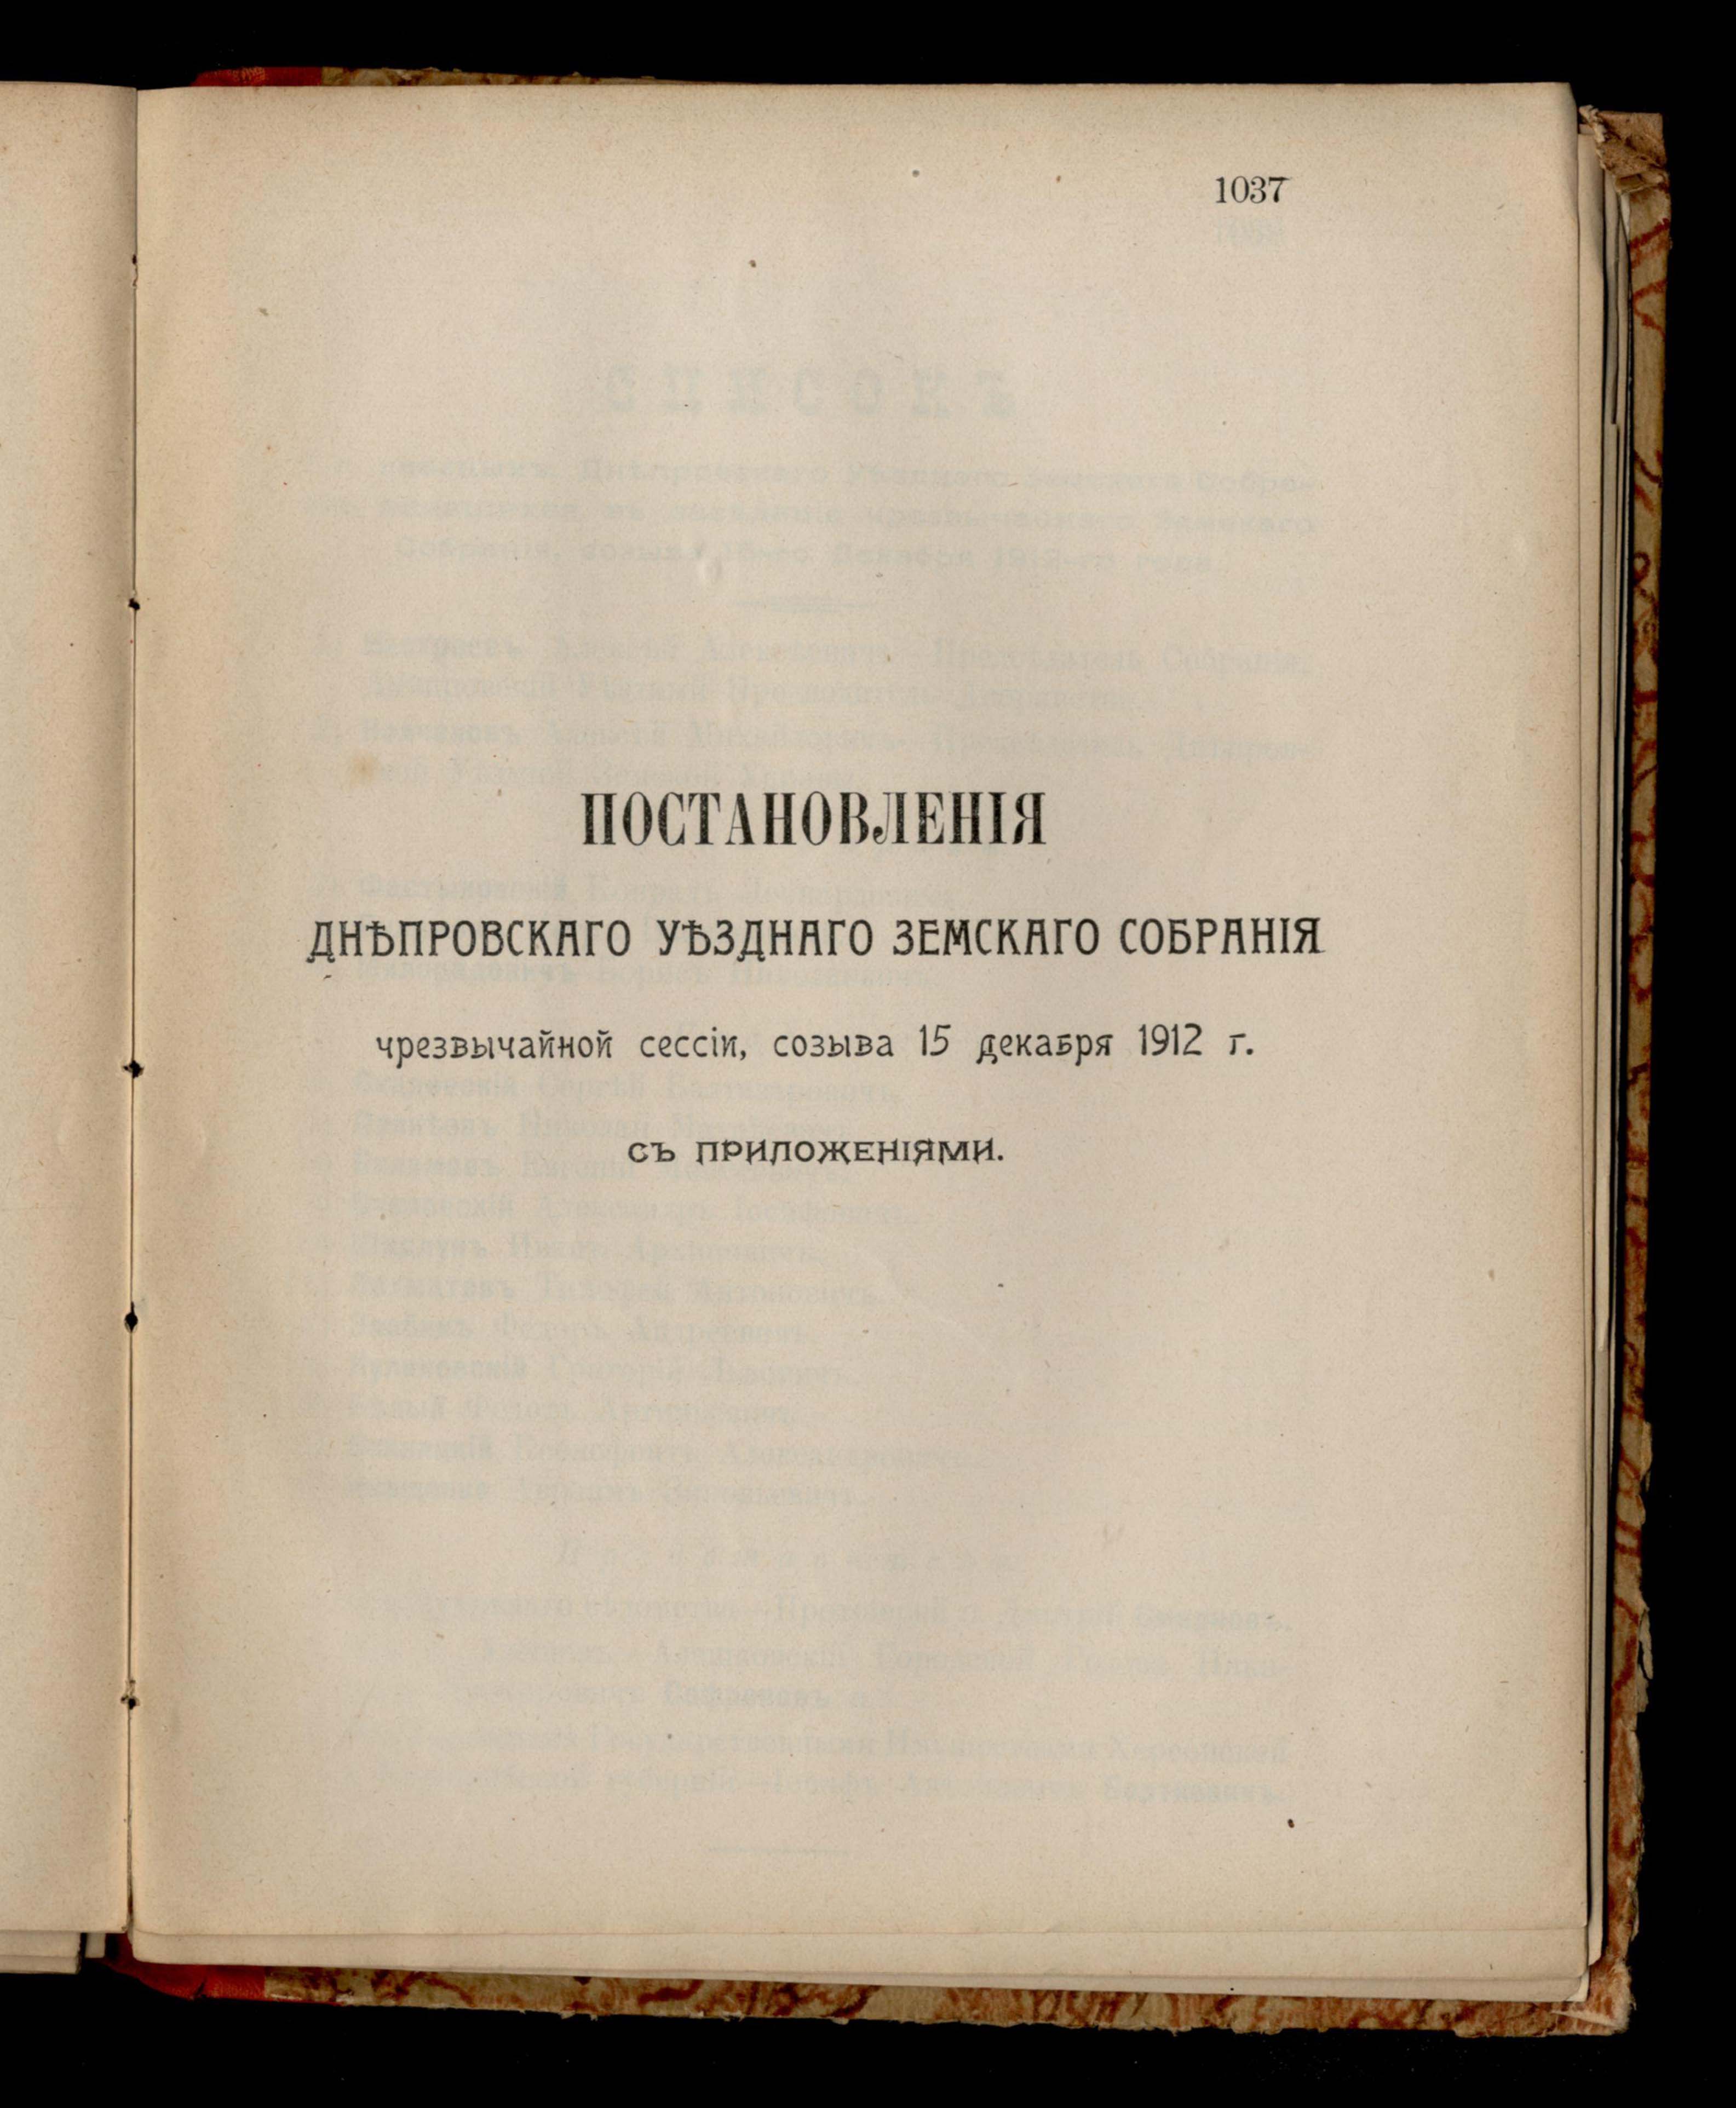 1037
ПОСТАНОВЛЕНІЯ
ДНѢПРОВСКАГО УѢЗДНАГО ЗЕМСКАГО СОБРАНІЯ
чрезвычайной сессіи, созыва 15 декабря 1912 г.
СЪ ПРИЛОЖЕНІЯМИ.